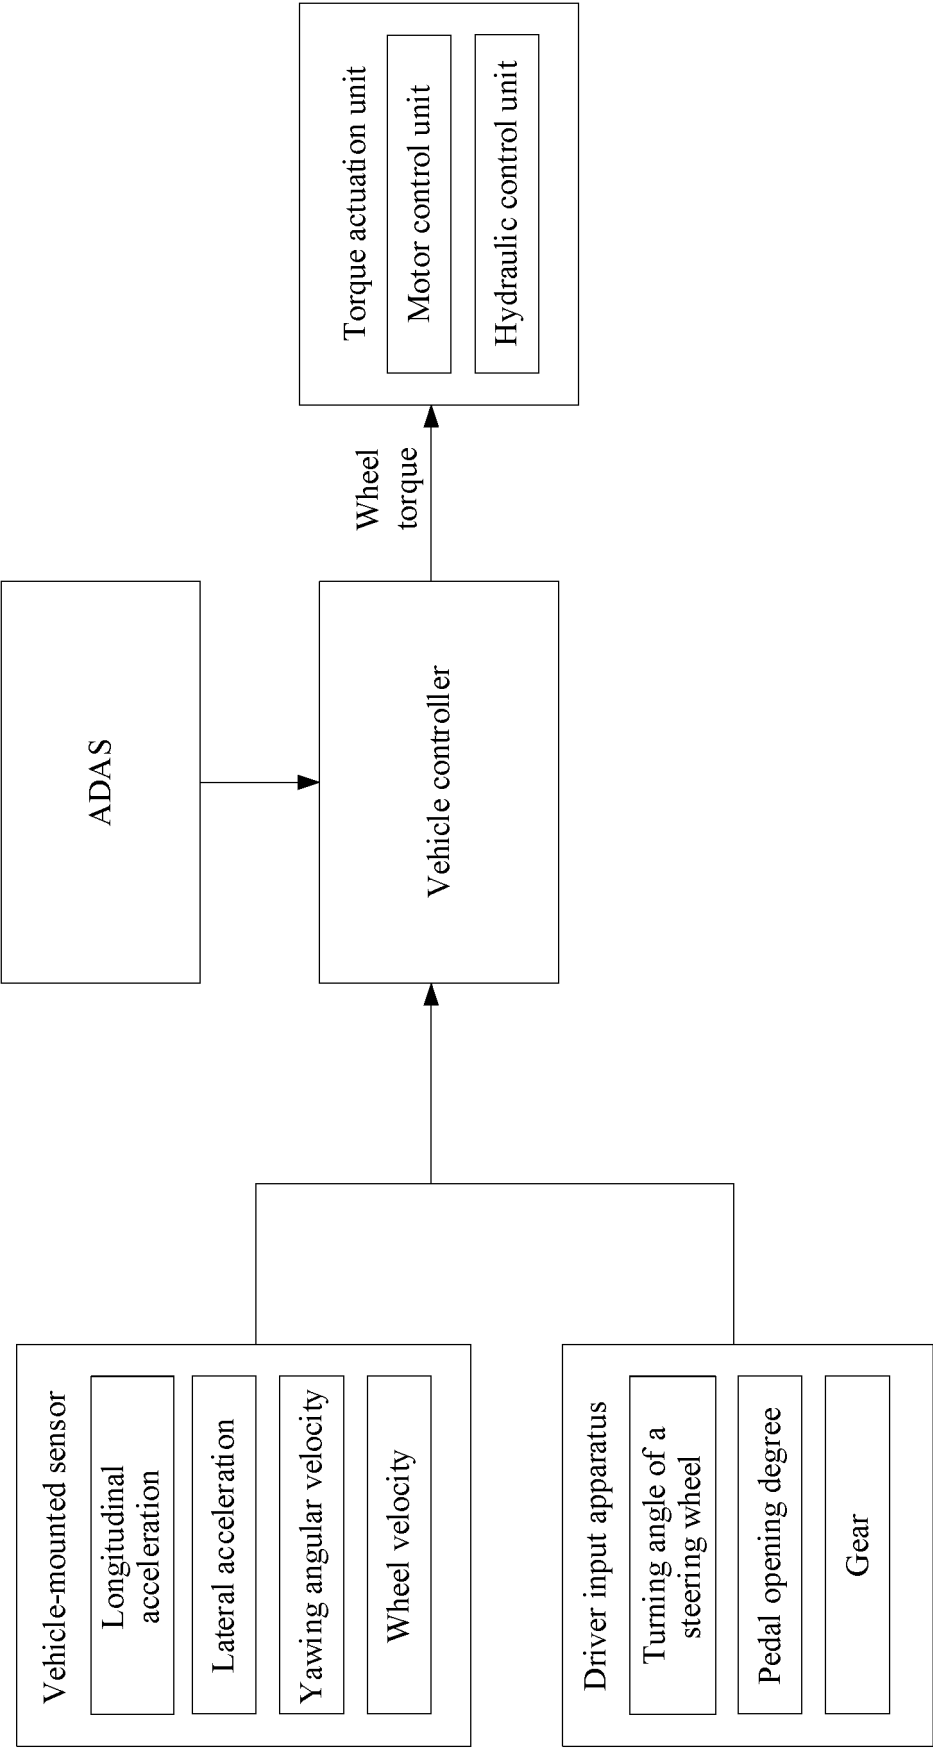 Vehicle-mounted sensor
Longitudinal
acceleration
Lateral acceleration
Yawing angular velocity
Wheel velocity
Driver input apparatus
Turning angle of a
steering wheel
Pedal opening degree
Gear
ADAS
Vehicle controller
Wheel
torque
Torque actuation unit
Motor control unit
Hydraulic control unit